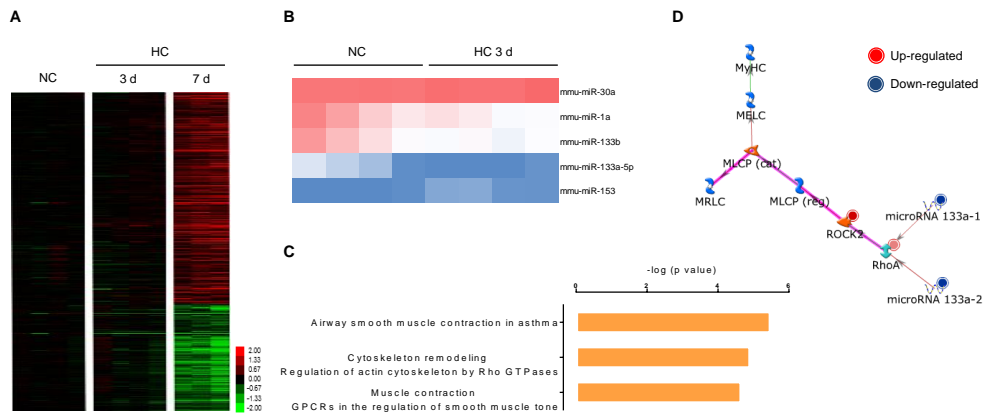 A
HC
NC
3 d
7 d
2.00
1.33
0.67
-0.00
-0.67
-1.33
-2.00
B
NC
HC 3 d
mmu-miR-30a
mmu-miR-1a
mmu-miR-133b
mmu-miR-133a-5p
mmu-miR-153
C
-log (p value)
0
2
4
6
Airway smooth muscle contraction in asthma
Cytoskeleton remodeling
Regulation of actin cytoskeleton by Rho GTPases
Muscle contraction
GPCRs in the regulation of smooth muscle tone
D
Up-regulated
Down-regulated
MyHC
MELC
MLCP (cat)
MRLC
MLCP (reg)
ROCK2
RhoA
microRNA 133a-1
microRNA 133a-2